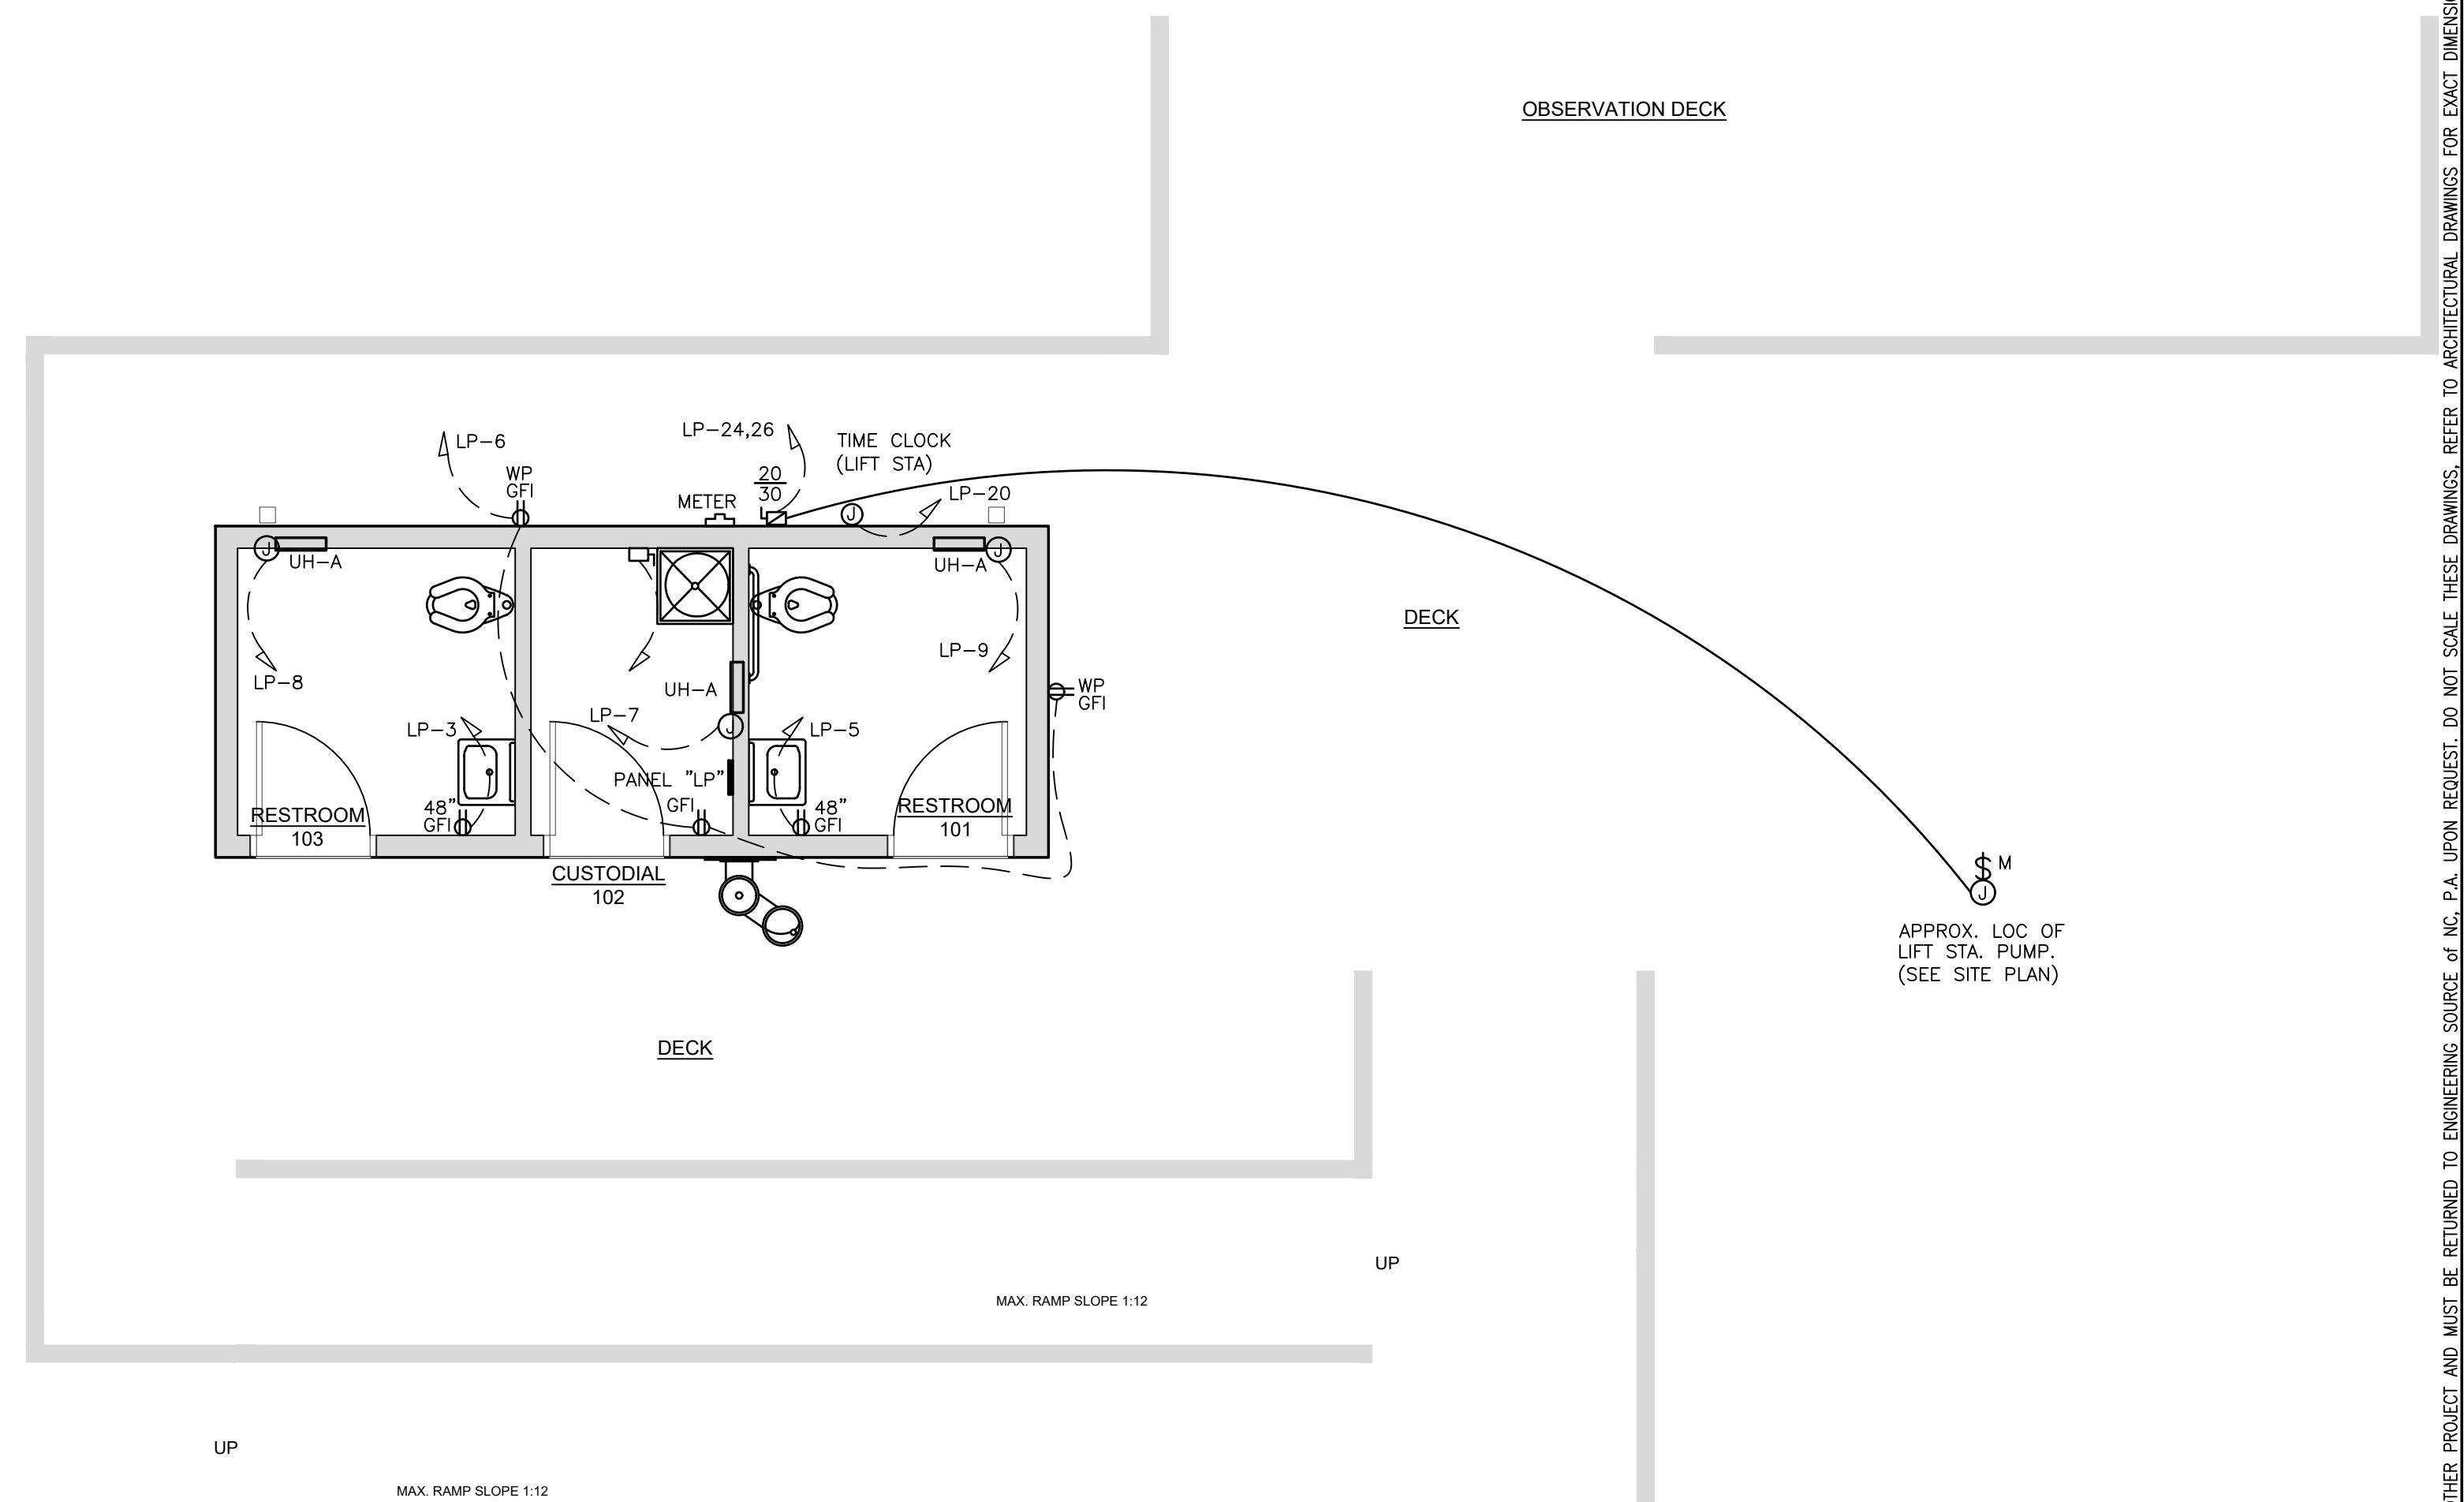 OBSERVATION DECK
LP-6
WP
GFI
LP-24,26
20
30
METER
TIME CLOCK
(LIFT STA)
LP-20
J
J
UH-A
UH-A
J
DECK
LP-8
LP-9
UH-A
WP
GFI
LP-3
LP-7
J
LP-5
PANEL "LP"
GFI
48"
GFI
48"
GFI
RESTROOM
103
RESTROOM
101
CUSTODIAL
102
$ M
J
APPROX. LOC OF
LIFT STA. PUMP.
(SEE SITE PLAN)
DECK
UP
MAX. RAMP SLOPE 1:12
UP
MAX. RAMP SLOPE 1:12
THER PROJECT AND MUST BE RETURNED TO ENGINEERING SOURCE of NC, P.A. UPON REQUEST. DO NOT SCALE THESE DRAWINGS, REFER TO ARCHITECTURAL DRAWINGS FOR EXACT DIMENSI